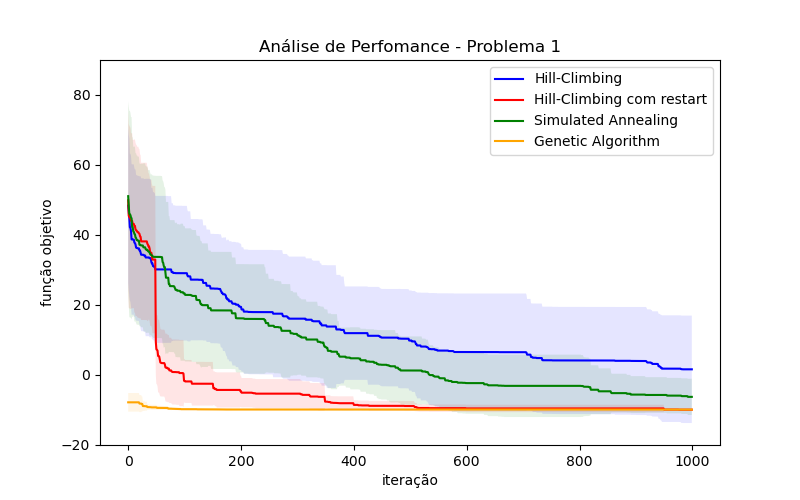 Análise de Perfomance - Problema 1
Hill-Climbing
Hill-Climbing com restart
Simulated Annealing
Genetic Algorithm
função objetivo
80
60
40
20
0
−20
0
200
400
600
800
1000
iteração